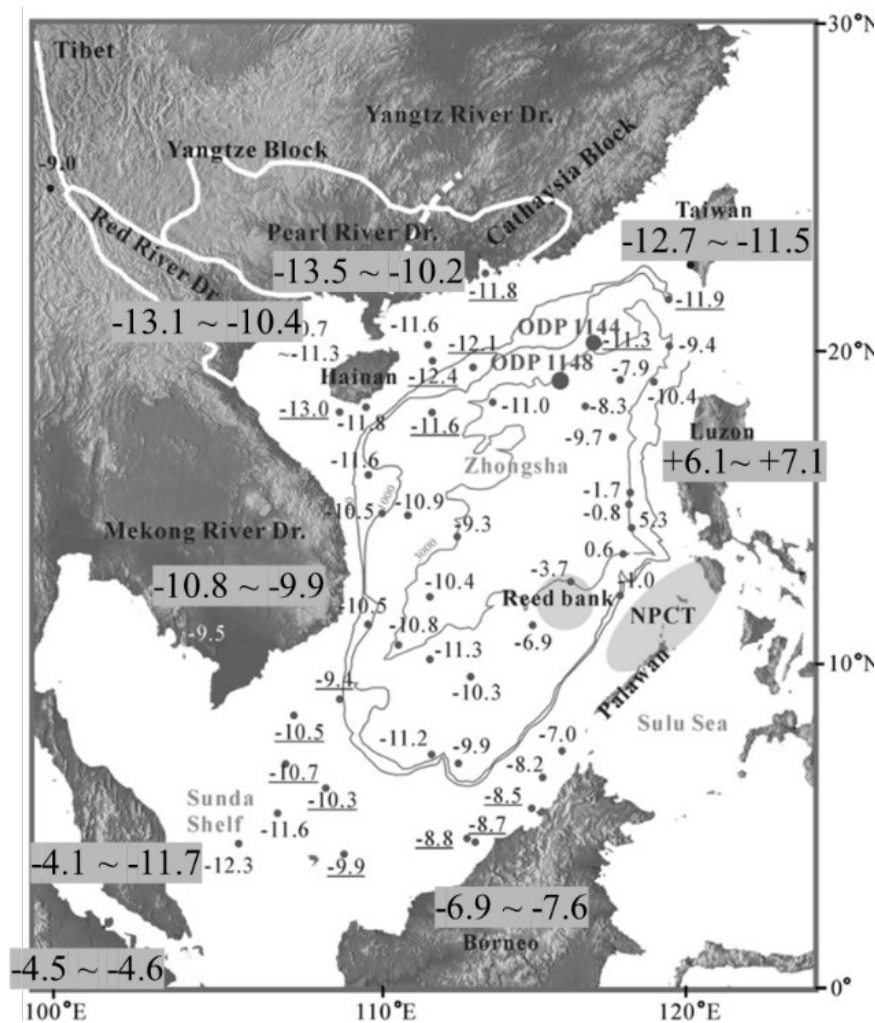 30°N
Tibet
Yangtz River Dr.
Yangtze Block
Cathaysia Block
-9.0
Red River Dr.
Pearl River Dr.
Taiwan
-12.7 ~ -11.5
-13.5 ~ -10.2
-11.8
-11.9
-13.1 ~ -10.4
~-11.3
-11.6
ODP 1144
-11.3
-12.1
ODP 1148
-9.4
20°N
Hainan
-12.4
-7.9
-10.4
-13.0
-11.8
-11.6
-11.0
-8.3
-9.7
Luzon
+6.1~ +7.1
-11.6
Zhongsha
-1.7
-0.8
5.3
-10.5
1000
-10.9
-9.3
3000
0.6
Mekong River Dr.
-10.8 ~ -9.9
-10.4
-3.7
-1.0
Reed bank
NPCT
-10.5
-10.8
-6.9
-9.5
-11.3
-10.3
10°N
Palawan
Sulu Sea
-9.4
-10.5
-11.2
-9.9
-7.0
-8.2
-10.7
-10.3
Sunda
Shelf
-8.5
-11.6
-8.7
-8.8
-12.3
-9.9
-4.1 ~ -11.7
-6.9 ~ -7.6
Borneo
-4.5 ~ -4.6
0°
100°E
110°E
120°E